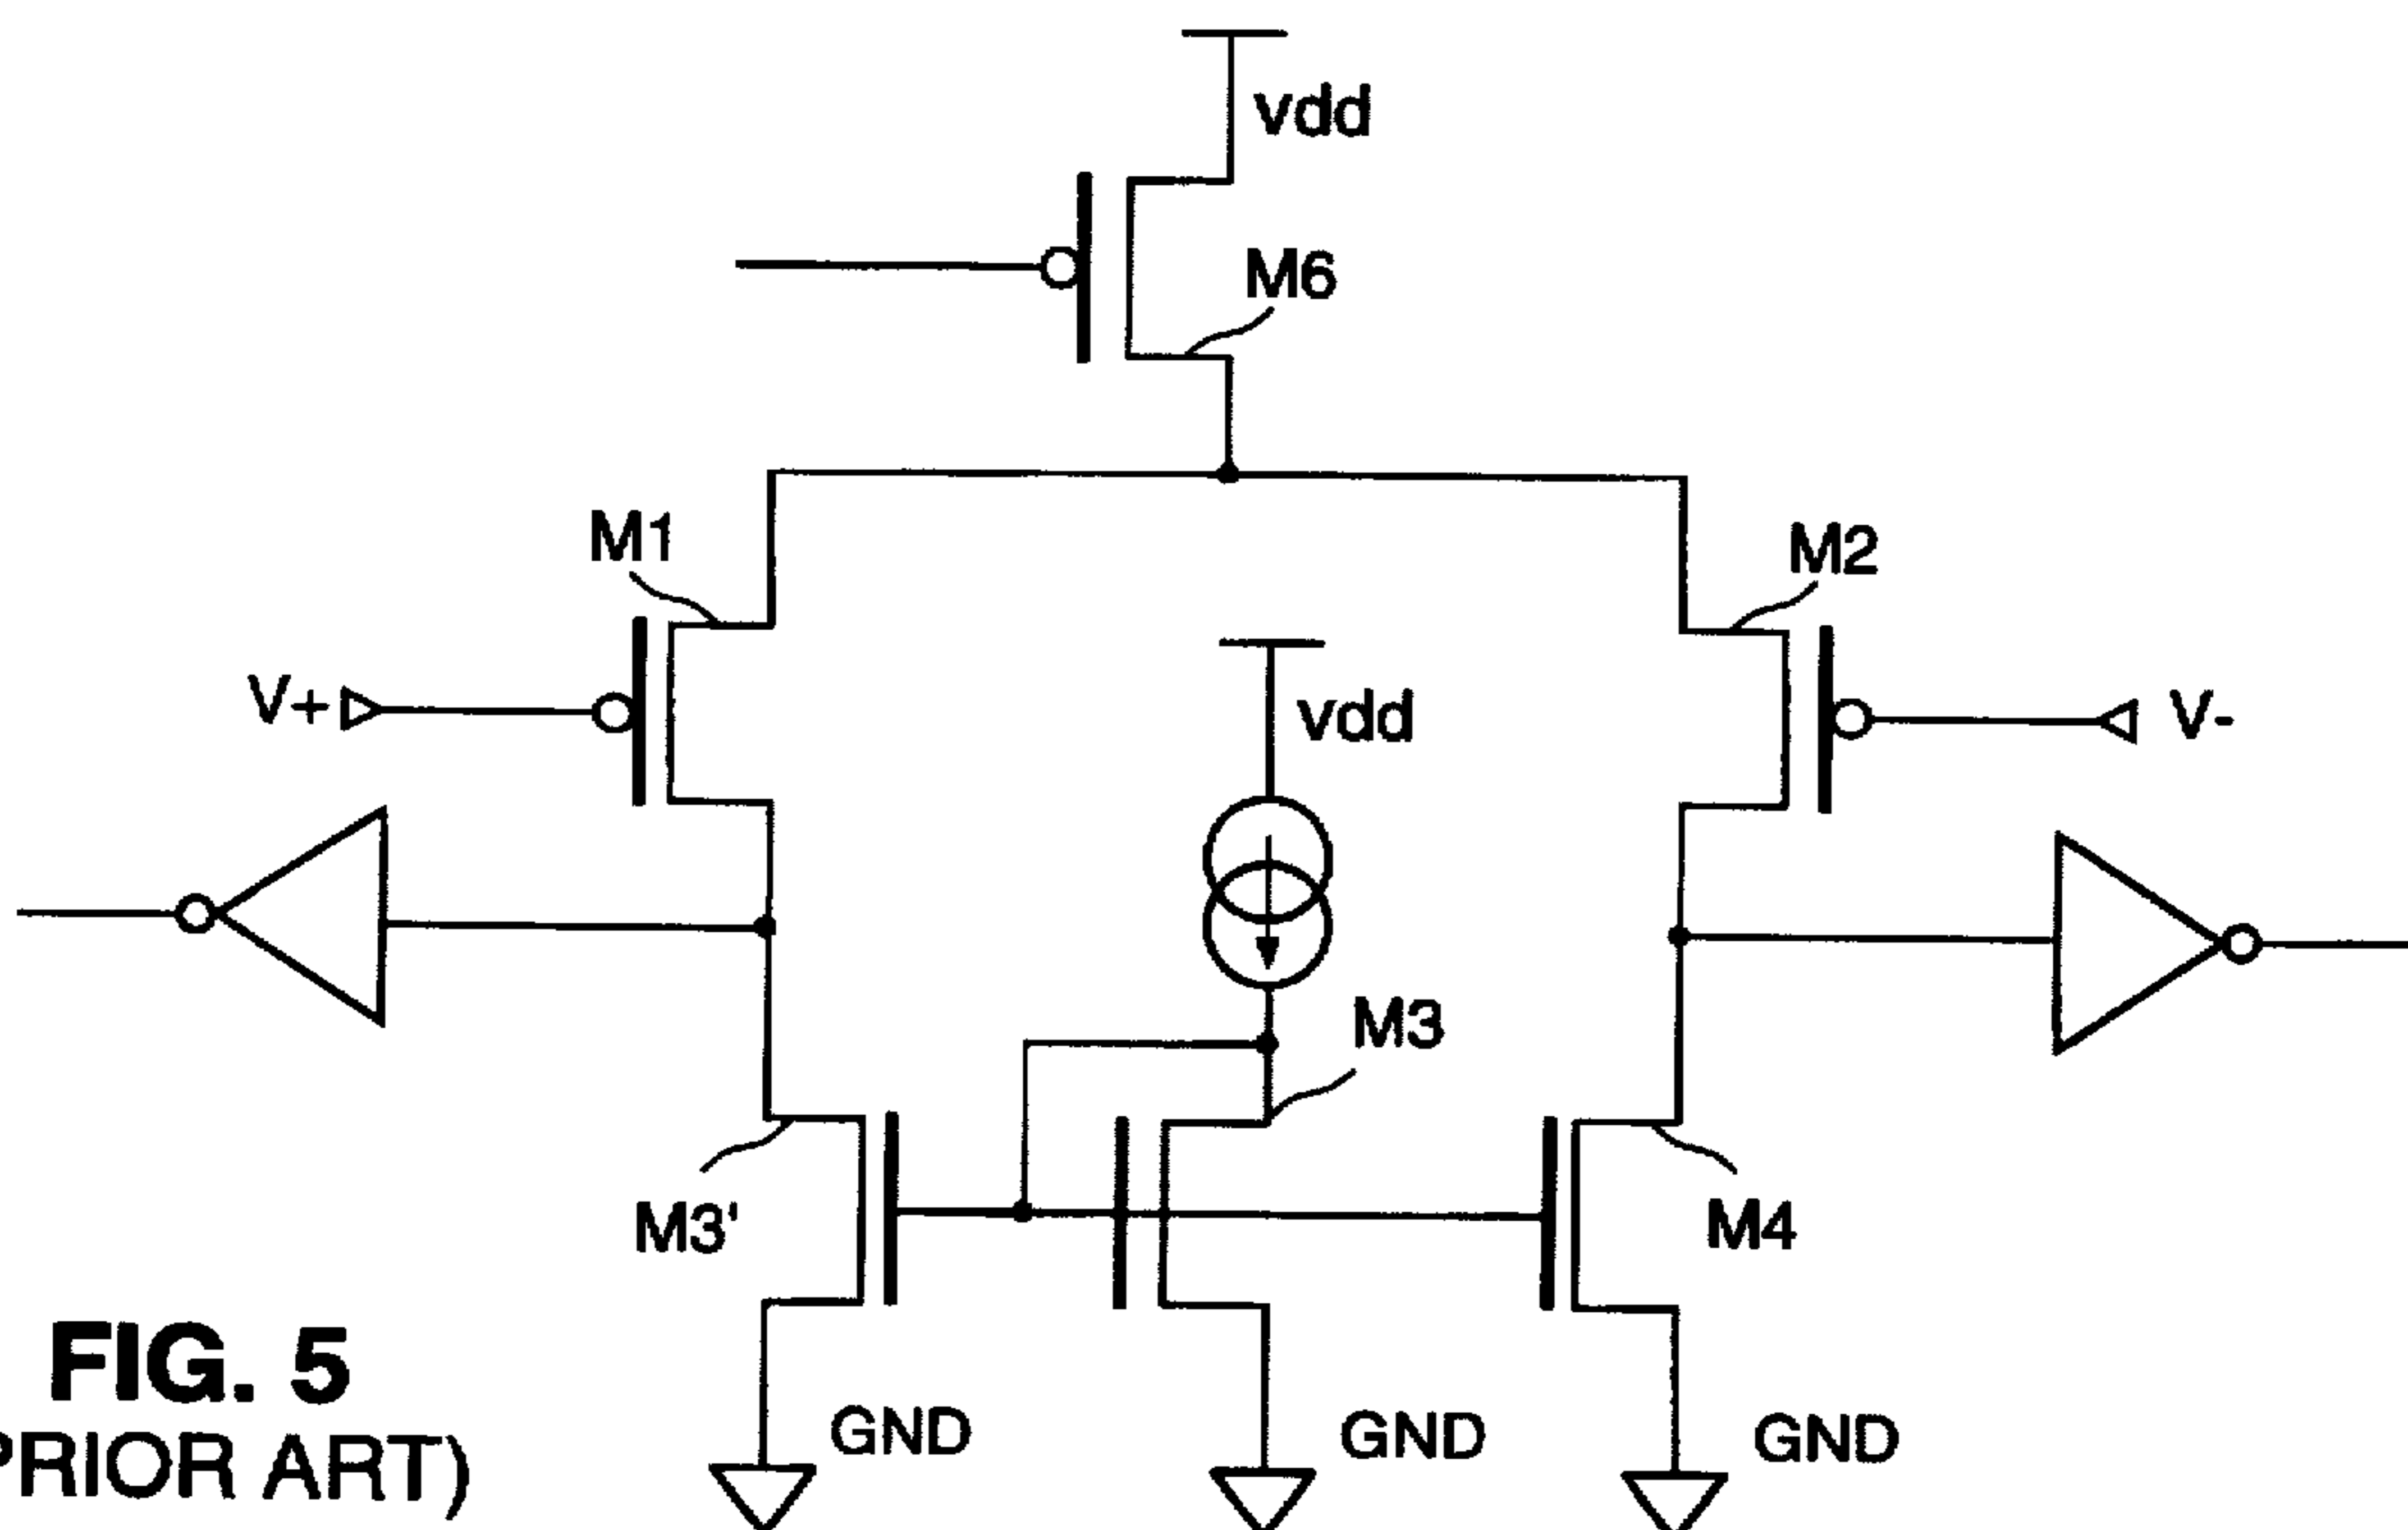 vdd
M6
M1
M2
V+
vdd
V-
M3
M3'
M4
FIG. 5
PRIOR ART)
GND
GND
GND